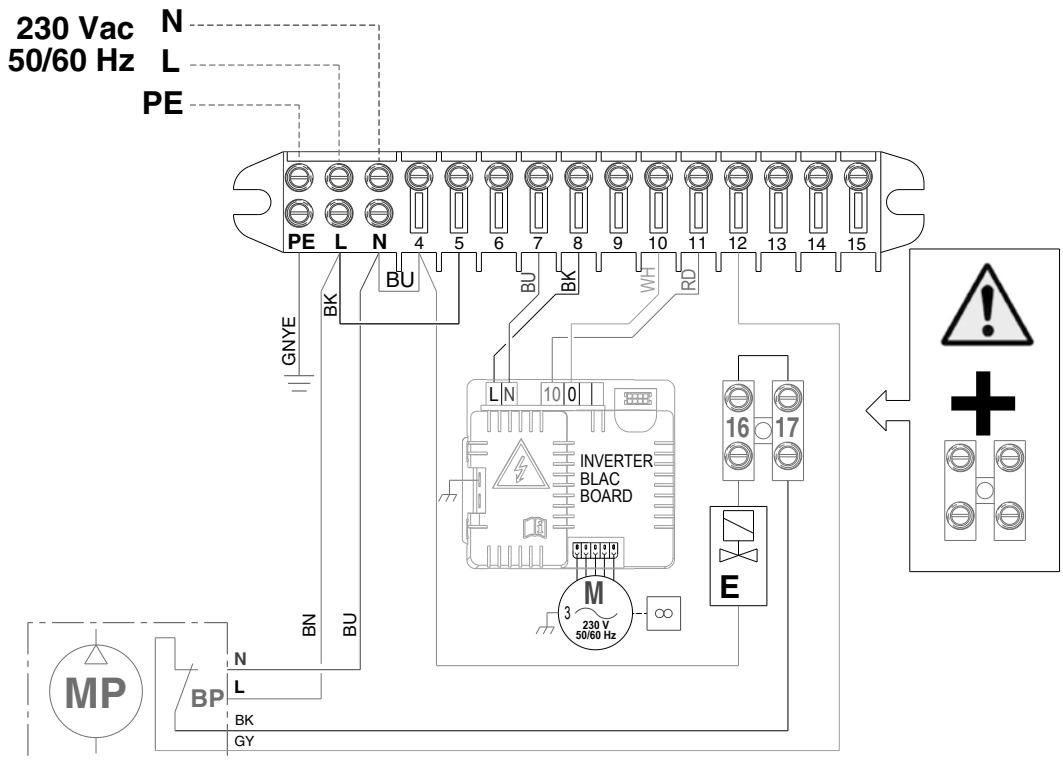 230 Vac N
50/60 Hz L
PE
PE L N 4 5 6 7 8 9 10 11 12 13 14 15
BU
BK
BU
BK
WH
RD
GNYE
L N 10 0
16 17
INVERTER
BLAC
BOARD
E
M
3
230 V
50/60 Hz
8
BN
BU
N
MP
BP
L
BK
GY